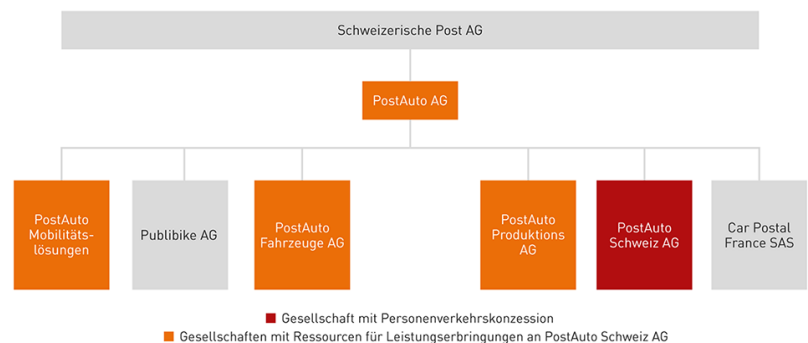 Schweizerische Post AG
PostAuto AG
PostAuto
Mobilitäts-
lösungen
Publibike AG
PostAuto
Fahrzeuge AG
PostAuto
Produktions
AG
PostAuto
Schweiz AG
Car Postal
France SAS
Gesellschaft mit Personenverkehrskonzession
Gesellschaften mit Ressourcen für Leistungserbringungen an PostAuto Schweiz AG